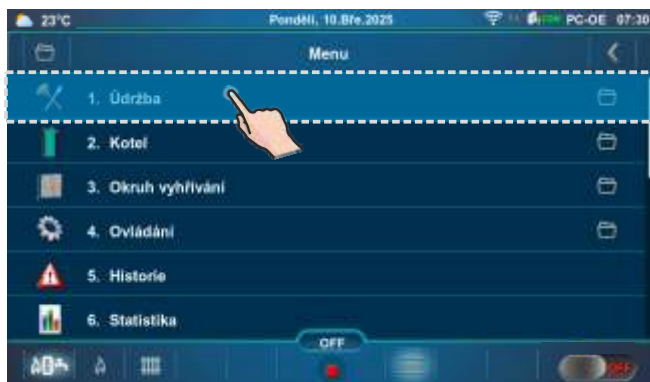 23°C Pondělí, 10.Bře.2025 PC-OE 07:30
Menu
1. Údržba
2. Kotel
3. Okruh vyhřívání
4. Ovládání
5. Historie
6. Statistika
OFF
OFF